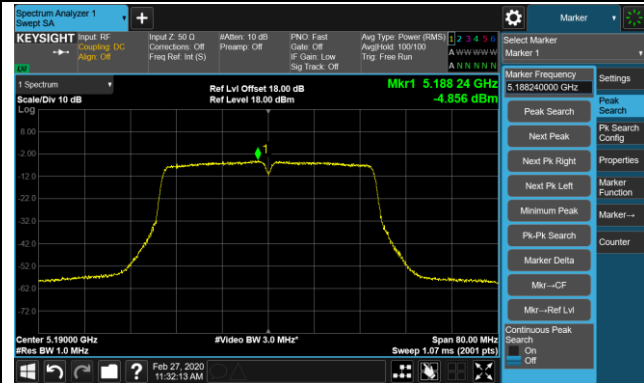 Spectrum Analyzer 1
Swept SA
+
Marker
KEYSIGHT
Input: RF
Coupling: DC
Align: Off
Input Z: 50 Ω
Corrections: Off
Freq Ref: Int (S)
#Atten: 10 dB
Preamp: Off
PNO: Fast
Gate: Off
IF Gain: Low
Sig Track: Off
Avg Type: Power (RMS)
Avg|Hold: 100/100
Trig: Free Run
1 2 3 4 5 6
A W W W W W
A N N N N N
LXI
Select Marker
Marker 1
1 Spectrum
Scale/Div 10 dB
Log
Ref Lvl Offset 18.00 dB
Ref Level 18.00 dBm
Mkr1 5.188 24 GHz
-4.856 dBm
8.00
-2.00
-12.0
-22.0
-32.0
-42.0
-52.0
-62.0
-72.0
1
Center 5.19000 GHz
#Res BW 1.0 MHz
#Video BW 3.0 MHz*
Span 80.00 MHz
Sweep 1.07 ms (2001 pts)
Marker Frequency
5.188240000 GHz
Peak Search
Next Peak
Next Pk Right
Next Pk Left
Minimum Peak
Pk-Pk Search
Marker Delta
Mkr→CF
Mkr→Ref Lvl
Continuous Peak
Search
On
Off
Settings
Peak
Search
Pk Search
Config
Properties
Marker
Function
Marker→
Counter
?
Feb 27, 2020
11:32:13 AM